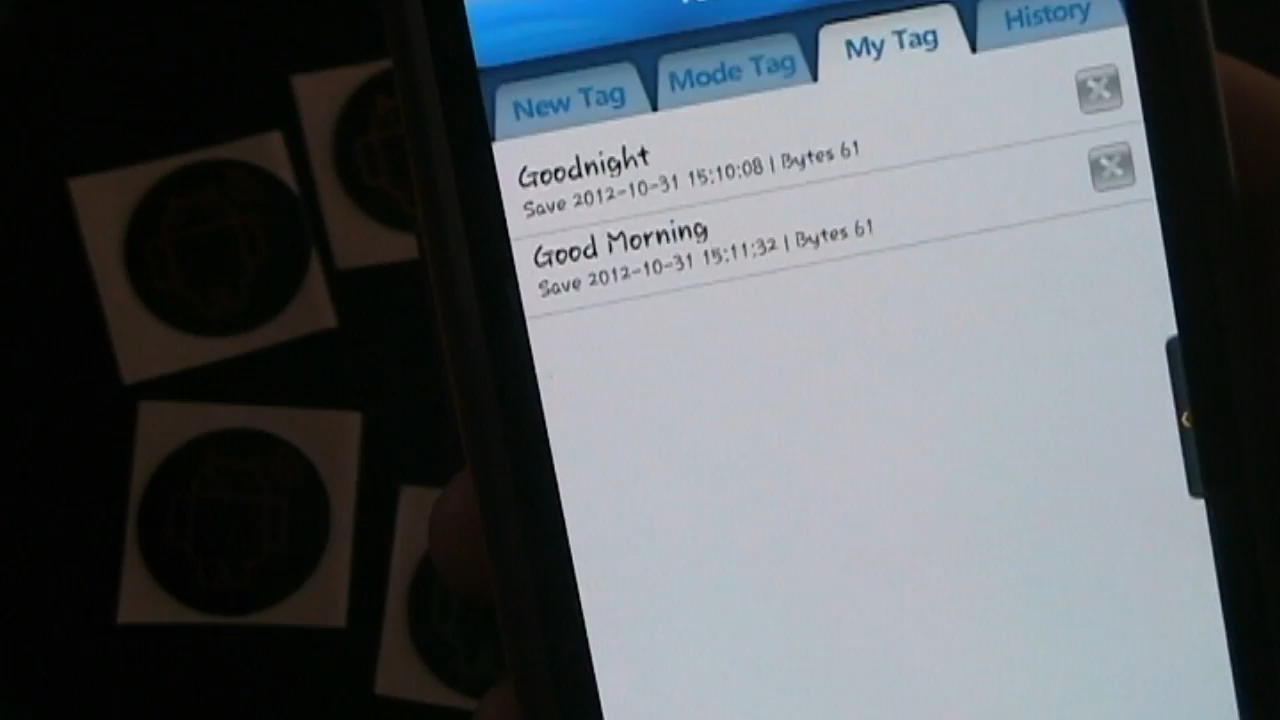 New Tag
Mode Tag
My Tag
History
Goodnight
Save 2012-10-31 15:10:08 | Bytes 61
Good Morning
Save 2012-10-31 15:11:32 | Bytes 61